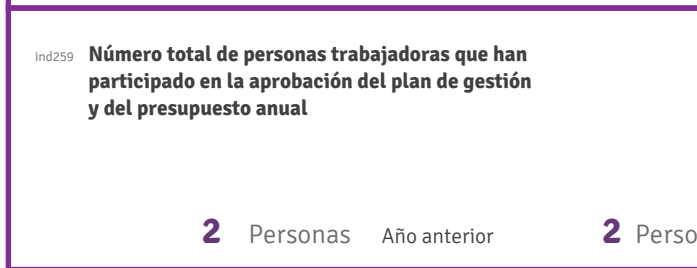 ind259 Número total de personas trabajadoras que han
participado en la aprobación del plan de gestión
y del presupuesto anual
2 Personas Año anterior 2 Perso